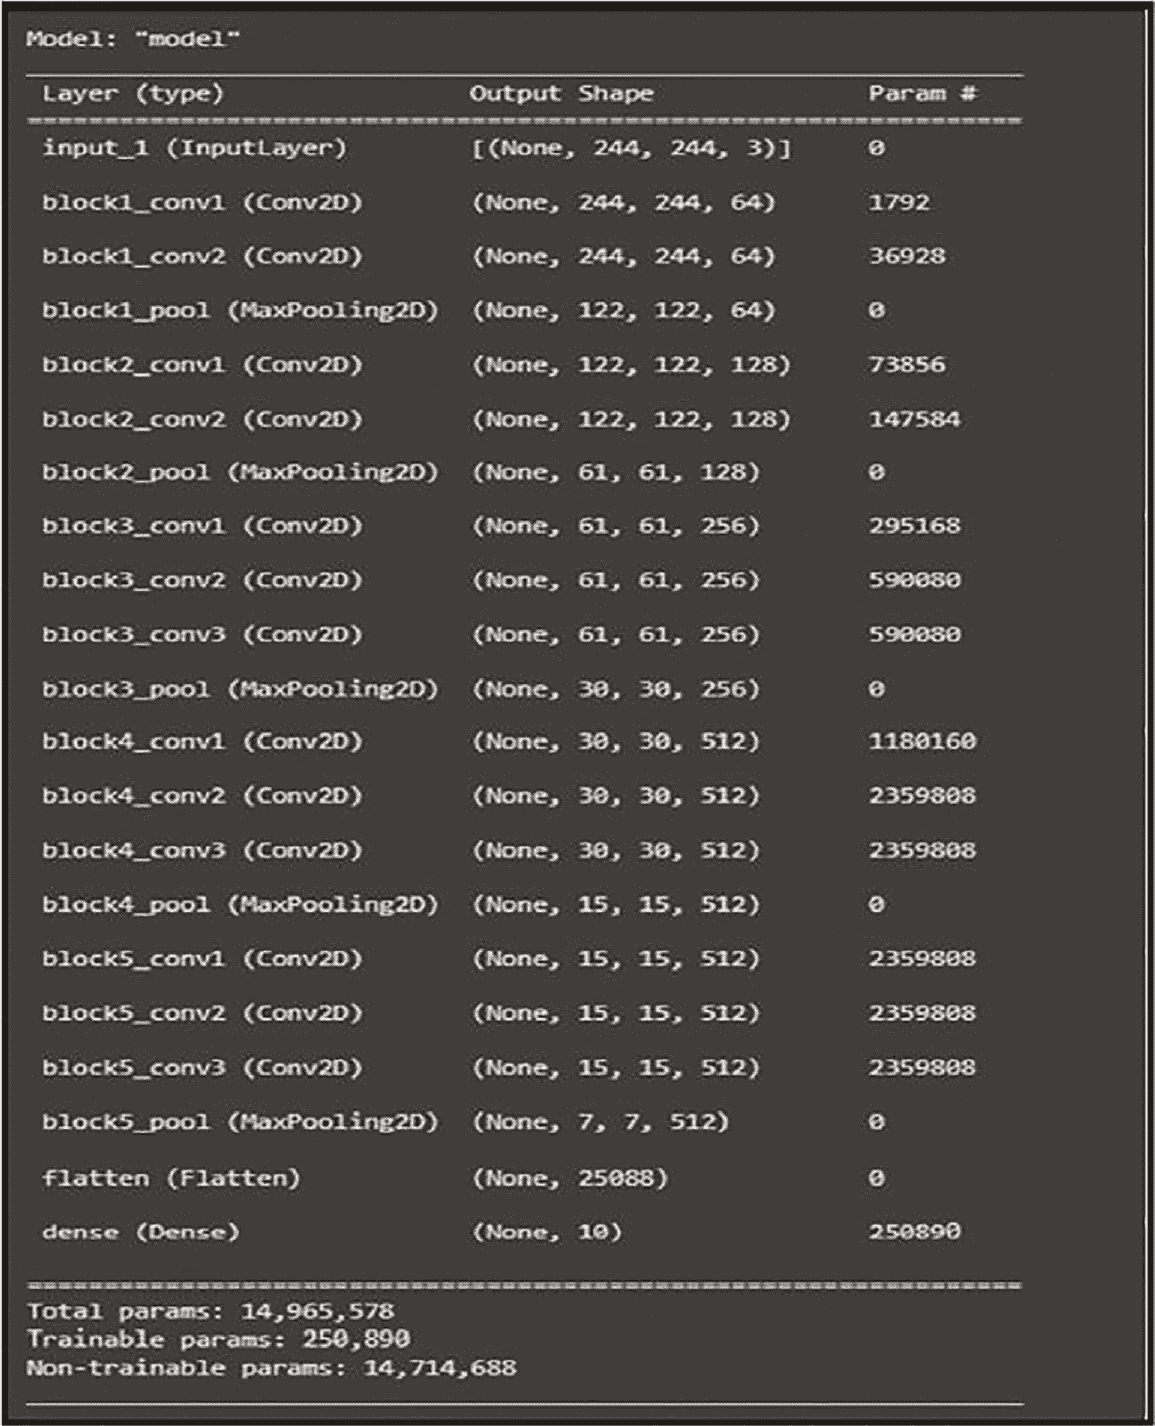 Model: "model"
Layer (type) Output Shape Param #
input_1 (InputLayer) [(None, 244, 244, 3)] 0
block1_conv1 (Conv2D) (None, 244, 244, 64) 1792
block1_conv2 (Conv2D) (None, 244, 244, 64) 36928
block1_pool (MaxPooling2D) (None, 122, 122, 64) 0
block2_conv1 (Conv2D) (None, 122, 122, 128) 73856
block2_conv2 (Conv2D) (None, 122, 122, 128) 147584
block2_pool (MaxPooling2D) (None, 61, 61, 128) 0
block3_conv1 (Conv2D) (None, 61, 61, 256) 295168
block3_conv2 (Conv2D) (None, 61, 61, 256) 590080
block3_conv3 (Conv2D) (None, 61, 61, 256) 590080
block3_pool (MaxPooling2D) (None, 30, 30, 256) 0
block4_conv1 (Conv2D) (None, 30, 30, 512) 1180160
block4_conv2 (Conv2D) (None, 30, 30, 512) 2359808
block4_conv3 (Conv2D) (None, 30, 30, 512) 2359808
block4_pool (MaxPooling2D) (None, 15, 15, 512) 0
block5_conv1 (Conv2D) (None, 15, 15, 512) 2359808
block5_conv2 (Conv2D) (None, 15, 15, 512) 2359808
block5_conv3 (Conv2D) (None, 15, 15, 512) 2359808
block5_pool (MaxPooling2D) (None, 7, 7, 512) 0
flatten (Flatten) (None, 25088) 0
dense (Dense) (None, 10) 250890
Total params: 14,965,578
Trainable params: 250,890
Non-trainable params: 14,714,688